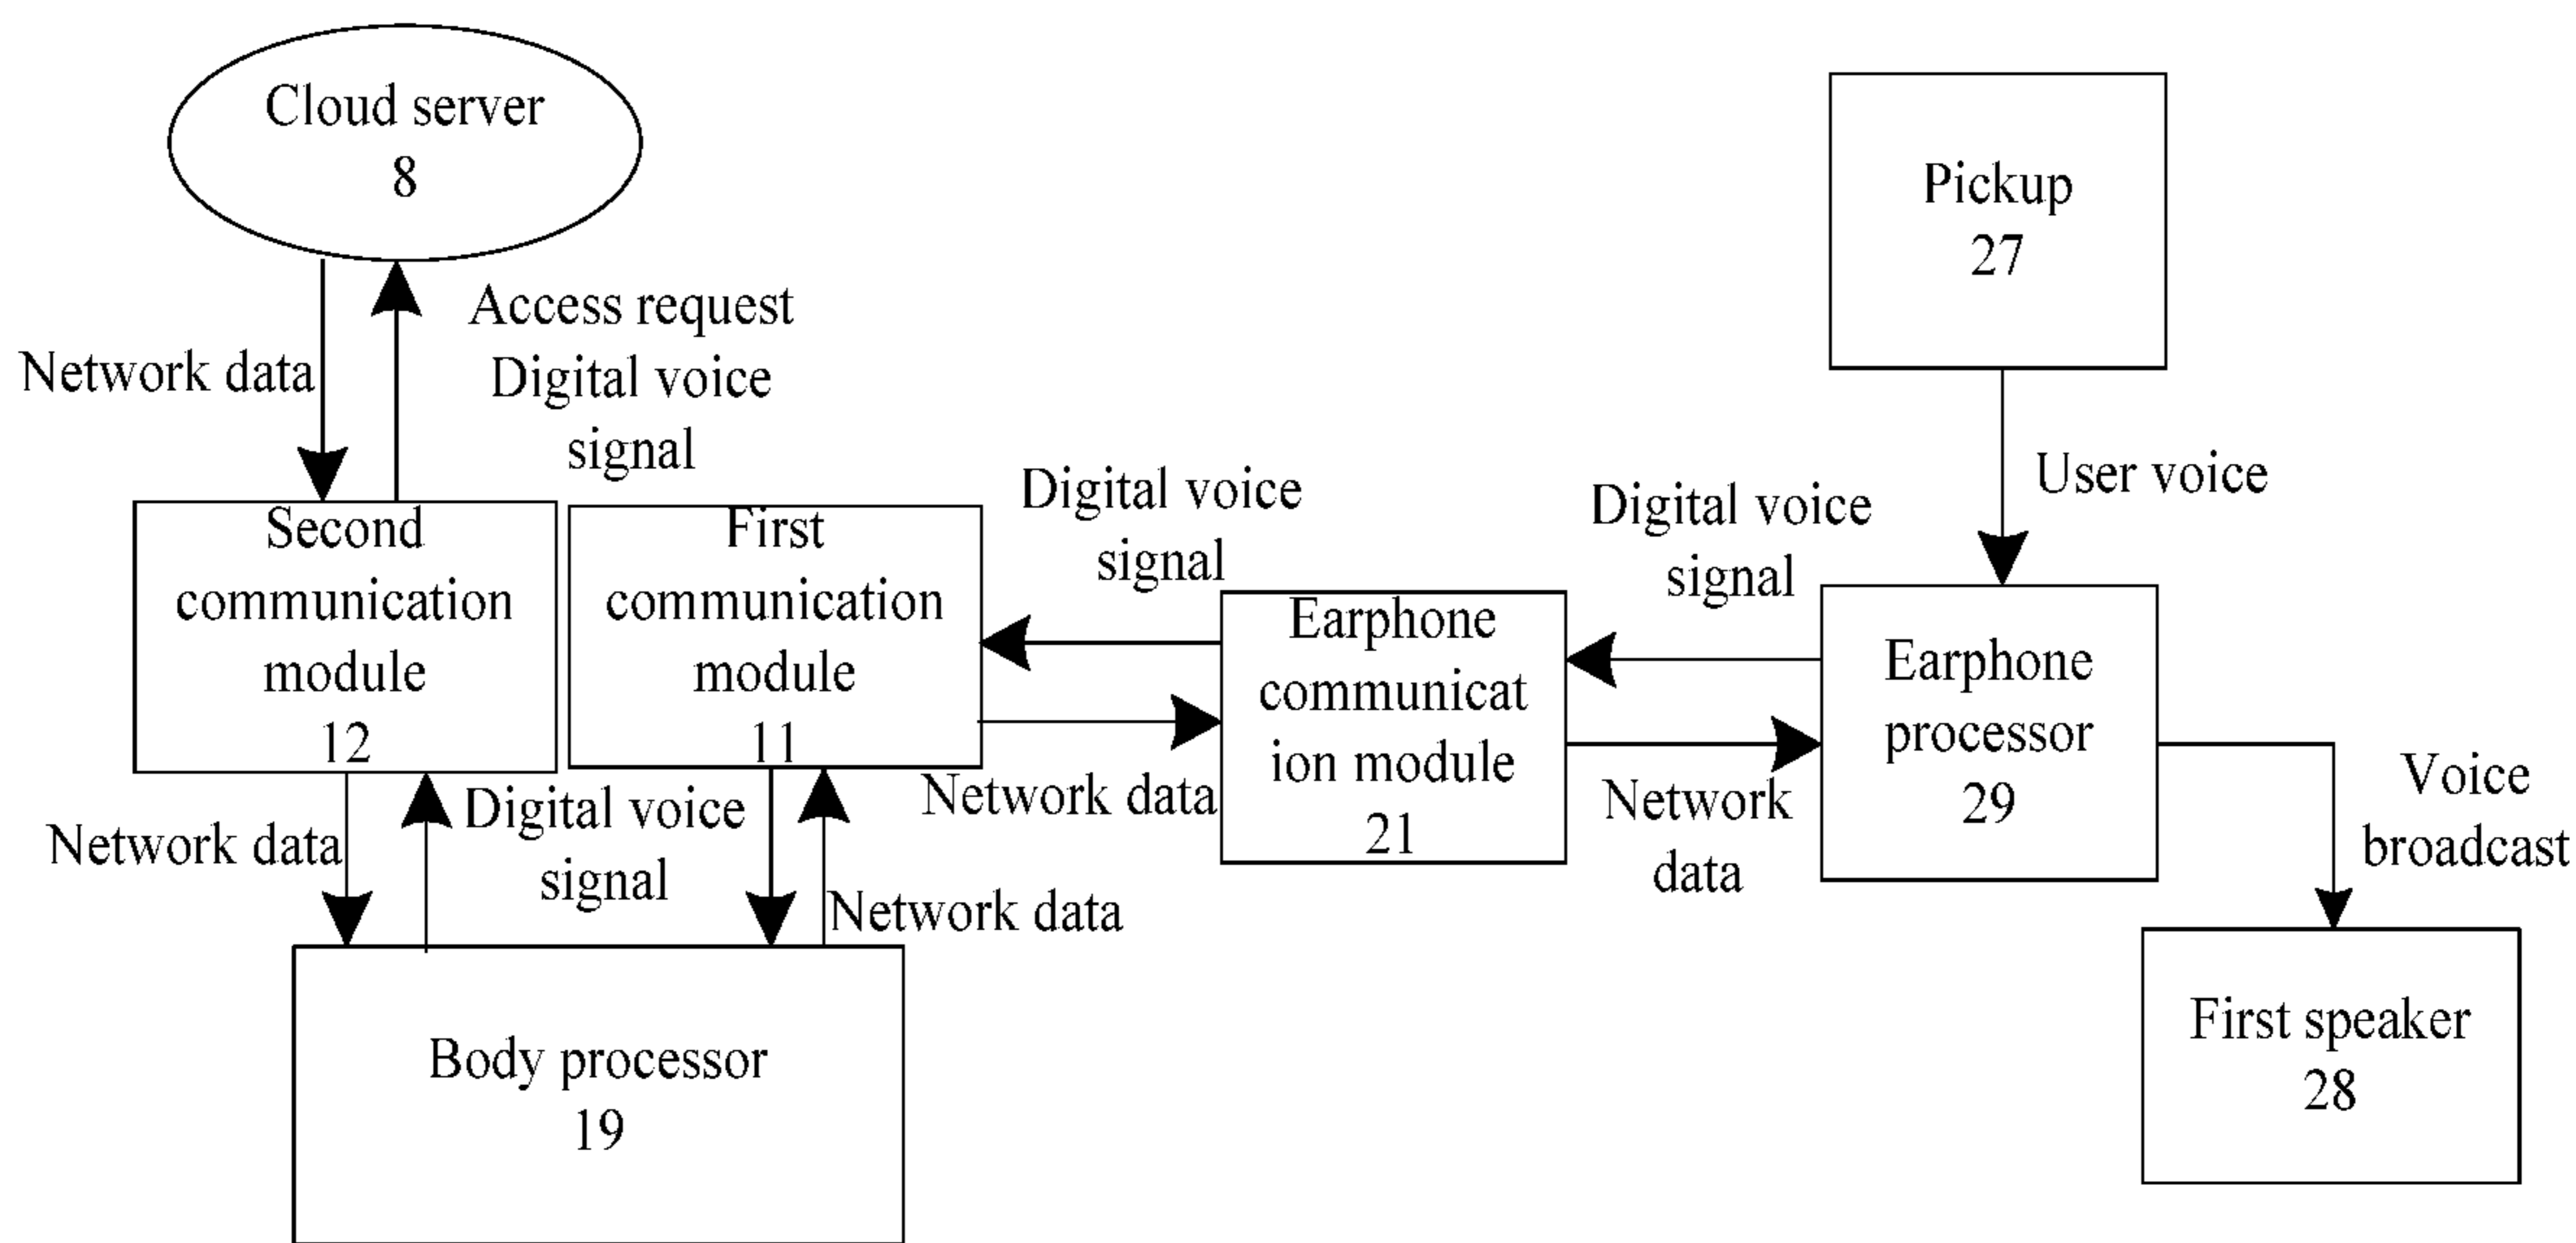 Cloud server
8
Pickup
27
Network data
Access request
Digital voice
signal
User voice
Second
communication
module
12
First
communication
module
11
Digital voice
signal
Earphone
communicat
ion module
21
Digital voice
signal
Earphone
processor
29
Network data
Network
data
Voice
broadcast
Network data
Digital voice
signal
Network data
Body processor
19
First speaker
28